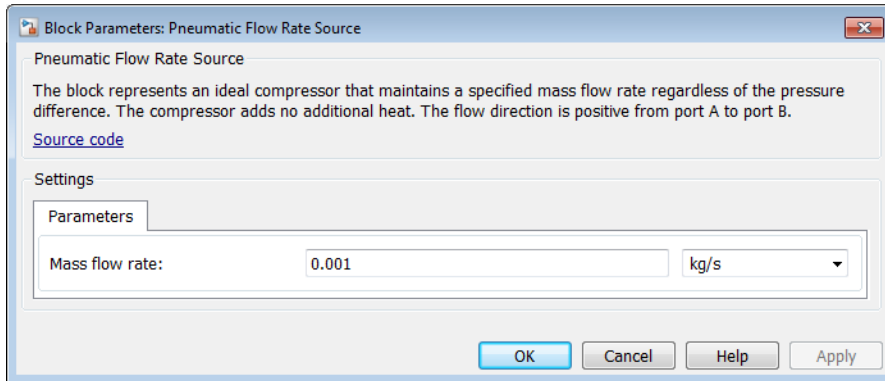 Block Parameters: Pneumatic Flow Rate Source
Pneumatic Flow Rate Source
The block represents an ideal compressor that maintains a specified mass flow rate regardless of the pressure
difference. The compressor adds no additional heat. The flow direction is positive from port A to port B.
Source code
Settings
Parameters
Mass flow rate: 0.001 kg/s
OK Cancel Help Apply